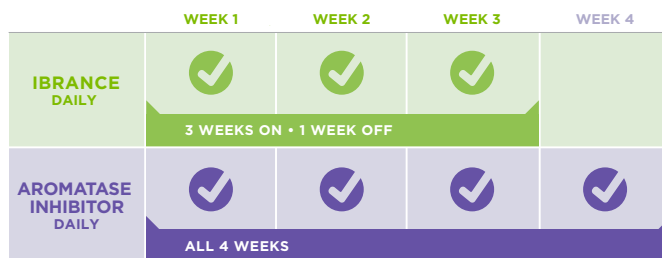 WEEK 1 WEEK 2 WEEK 3 WEEK 4
IBRANCE
DAILY
3 WEEKS ON • 1 WEEK OFF
AROMATASE
INHIBITOR
DAILY
ALL 4 WEEKS